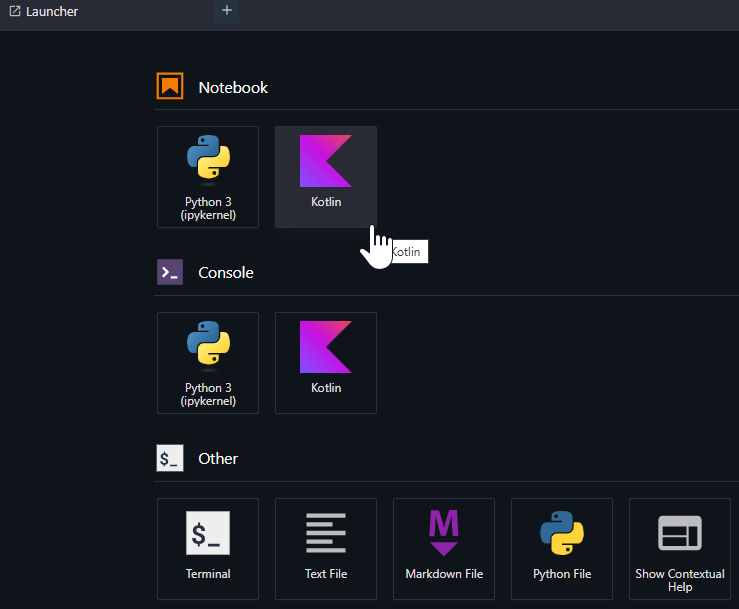 Launcher
Notebook
Python 3
(ipykernel)
Kotlin
Kotlin
Console
Python 3
(ipykernel)
Kotlin
$_
Other
$_
Terminal
Text File
M
Markdown File
Python File
Show Contextual
Help